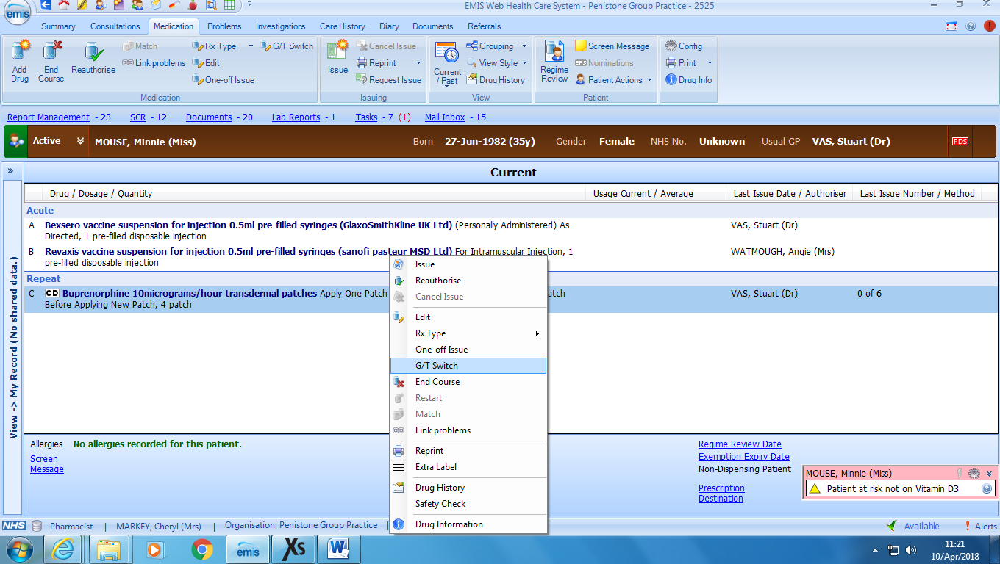 EMIS Web Health Care System - Penistone Group Practice - 2525
emis
Summary Consultations Medication Problems Investigations Care History Diary Documents Referrals
Add Drug
End Course
Reauthorise
Match
Link problems
Rx Type
Edit
One-off Issue
G/T Switch
Medication
Issue
Cancel Issue
Reprint
Request Issue
Issuing
Current / Past
Grouping
View Style
Drug History
View
Regime Review
Screen Message
EPS Nominations
Patient Actions
Patient
Config
Print
Drug Info
Report Management - 23 SCR - 12 Documents - 20 Lab Reports - 1 Tasks - 7 (1) Mail Inbox - 15
Active MOUSE, Minnie (Miss) Born 27-Jun-1982 (35y) Gender Female NHS No. Unknown Usual GP VAS, Stuart (Dr) PDS
»
View -> My Record (No shared data.)
Current
Drug / Dosage / Quantity Usage Current / Average Last Issue Date / Authoriser Last Issue Number / Method
Acute
A Bexsero vaccine suspension for injection 0.5ml pre-filled syringes (GlaxoSmithKline UK Ltd) (Personally Administered) As VAS, Stuart (Dr)
Directed, 1 pre-filled disposable injection
B Revaxis vaccine suspension for injection 0.5ml pre-filled syringes (sanofi pasteur MSD Ltd) For Intramuscular Injection, 1 WATMOUGH, Angie (Mrs)
pre-filled disposable injection
Repeat
C CD Buprenorphine 10micrograms/hour transdermal patches Apply One Patch atch VAS, Stuart (Dr) 0 of 6
Before Applying New Patch, 4 patch
Issue
Reauthorise
Cancel Issue
Edit
Rx Type
One-off Issue
G/T Switch
End Course
Restart
Match
Link problems
Reprint
Extra Label
Drug History
Safety Check
Drug Information
Allergies No allergies recorded for this patient.
Screen
Message
Regime Review Date
Exemption Expiry Date
Non-Dispensing Patient
Prescription
Destination
MOUSE, Minnie (Miss)
Patient at risk not on Vitamin D3
NHS Pharmacist | MARKEY, Cheryl (Mrs) | Organisation: Penistone Group Practice | Available Alerts
emis
Xs
W
11:21
10/Apr/2018